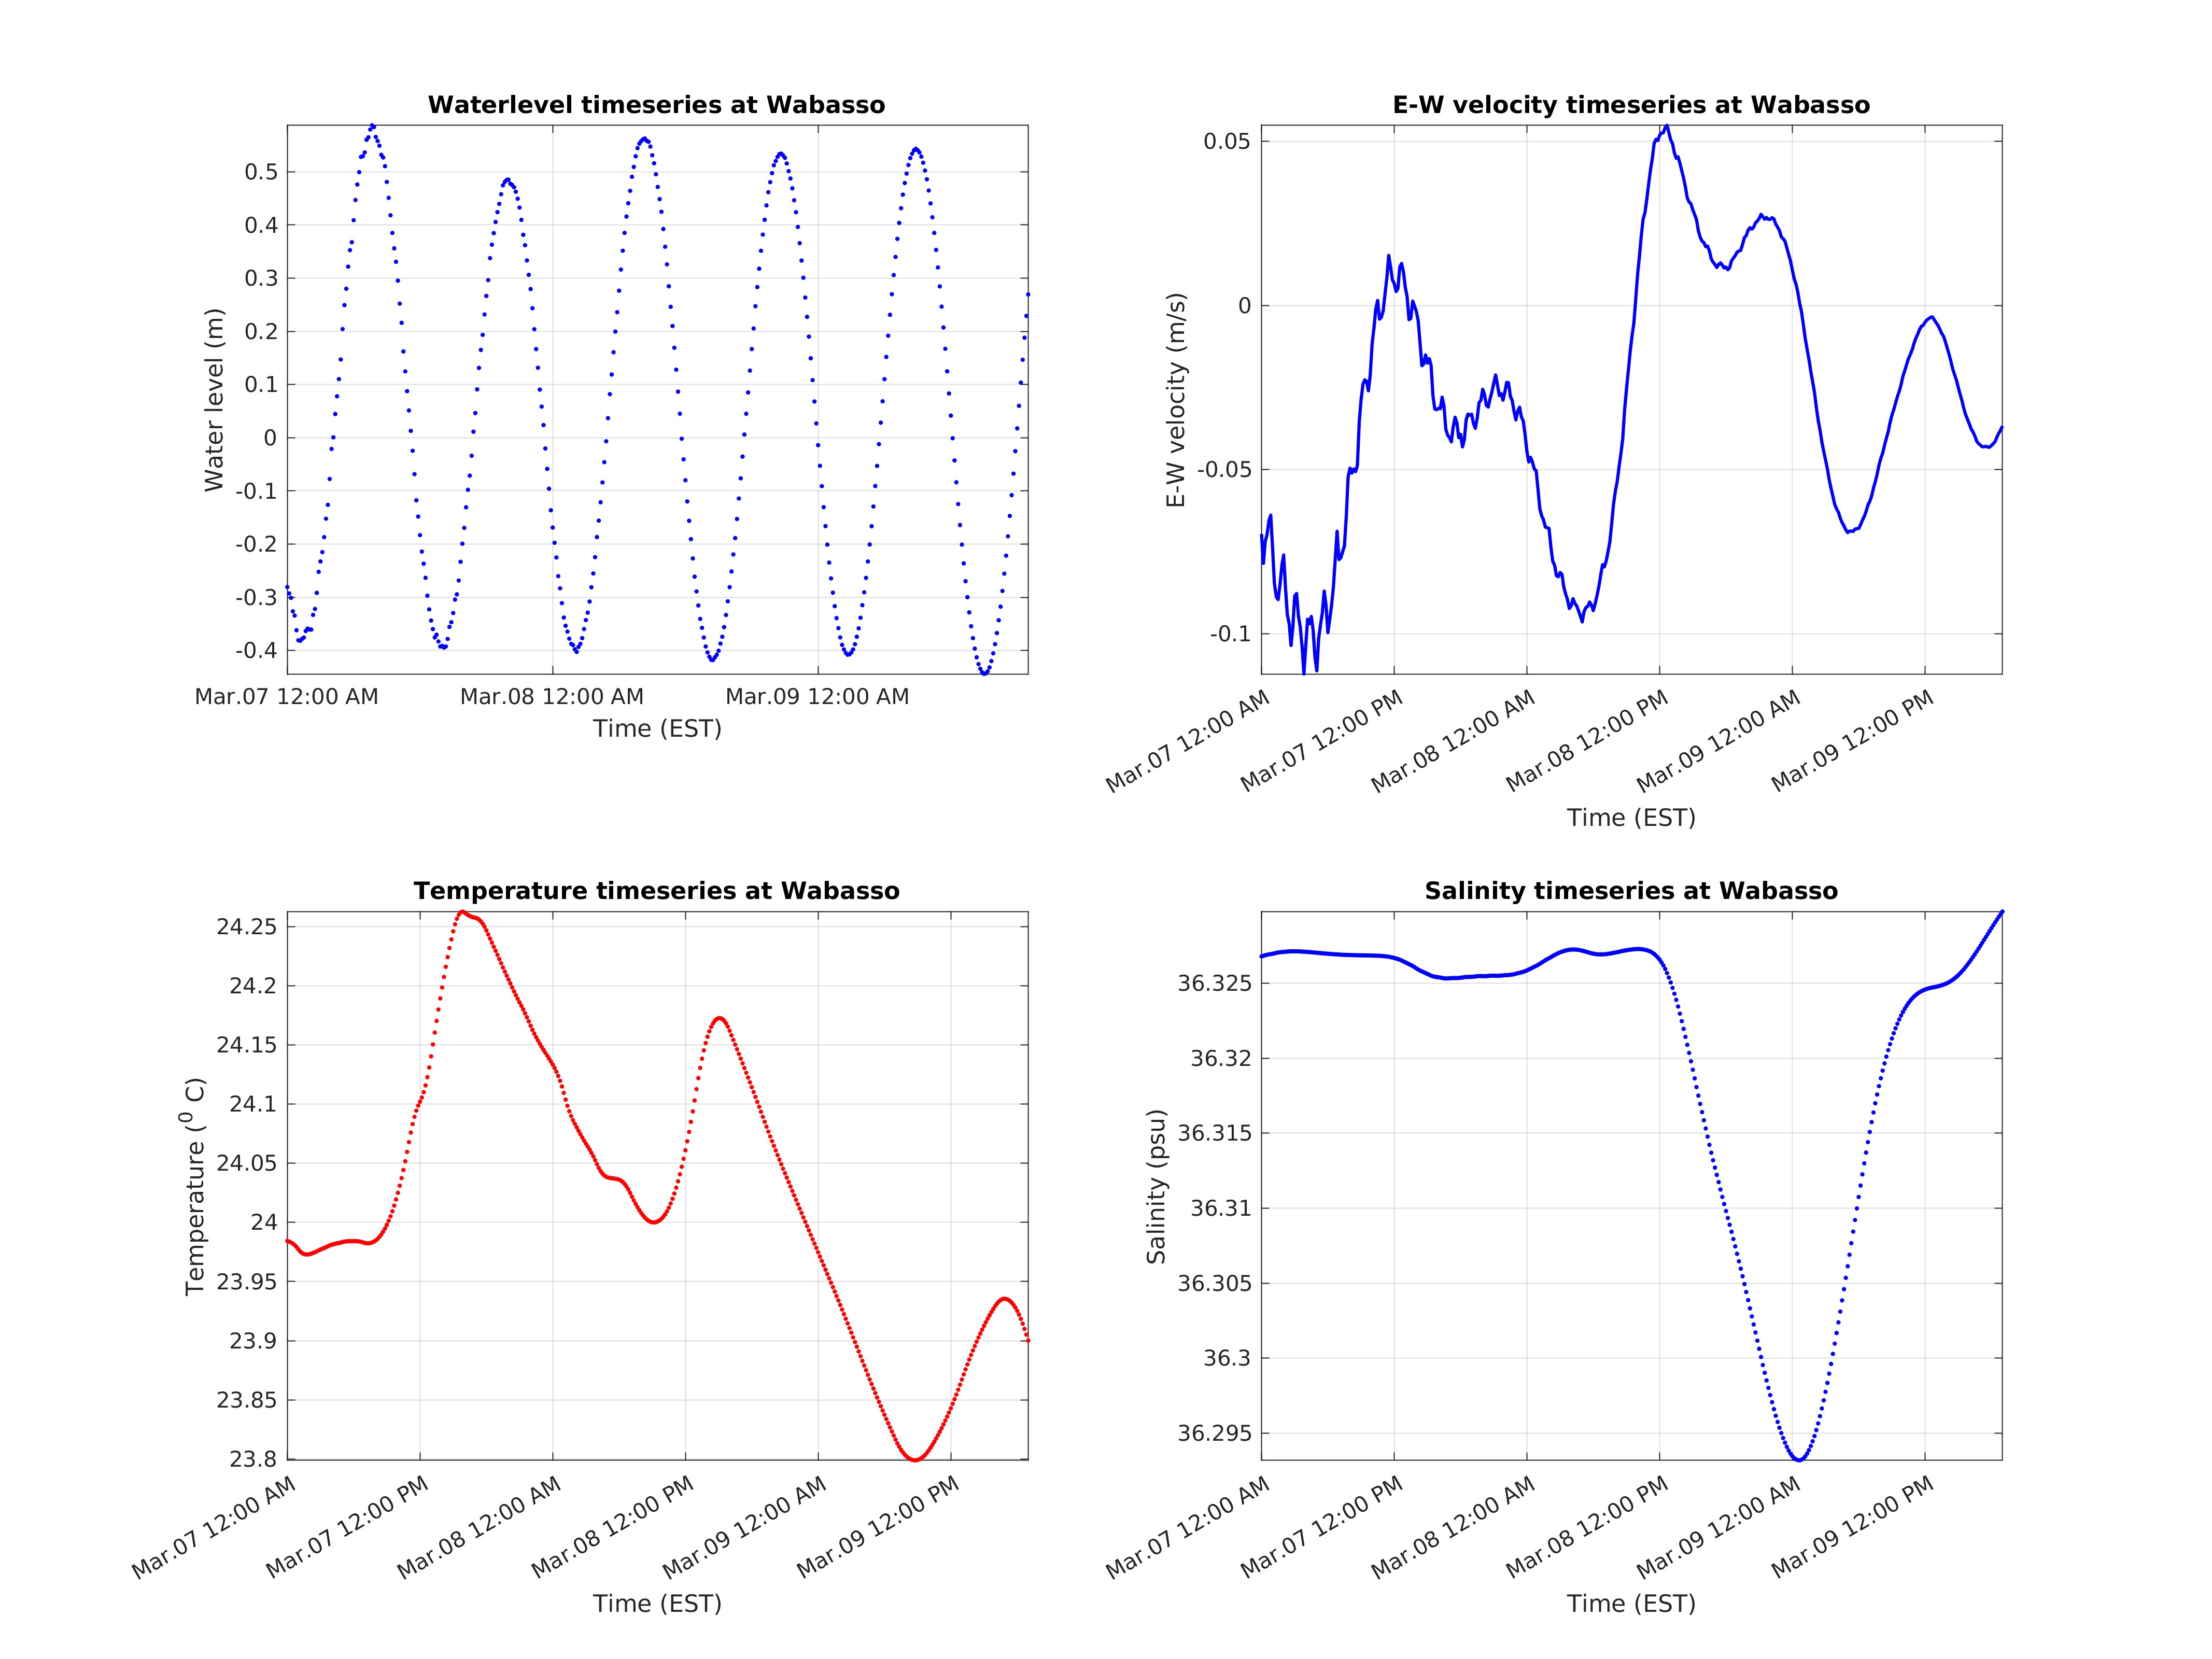 Waterlevel timeseries at Wabasso
0.5
0.4
0.3
0.2
0.1
0
-0.1
-0.2
-0.3
-0.4
Water level (m)
Mar.07 12:00 AM
Mar.08 12:00 AM
Mar.09 12:00 AM
Time (EST)
E-W velocity timeseries at Wabasso
0.05
0
-0.05
-0.1
E-W velocity (m/s)
Mar.07 12:00 AM
Mar.07 12:00 PM
Mar.08 12:00 AM
Mar.08 12:00 PM
Mar.09 12:00 AM
Mar.09 12:00 PM
Time (EST)
Temperature timeseries at Wabasso
24.25
24.2
24.15
24.1
24.05
24
23.95
23.9
23.85
23.8
Temperature (⁰ C)
Mar.07 12:00 AM
Mar.07 12:00 PM
Mar.08 12:00 AM
Mar.08 12:00 PM
Mar.09 12:00 AM
Mar.09 12:00 PM
Time (EST)
Salinity timeseries at Wabasso
36.325
36.32
36.315
36.31
36.305
36.3
36.295
Salinity (psu)
Mar.07 12:00 AM
Mar.07 12:00 PM
Mar.08 12:00 AM
Mar.08 12:00 PM
Mar.09 12:00 AM
Mar.09 12:00 PM
Time (EST)